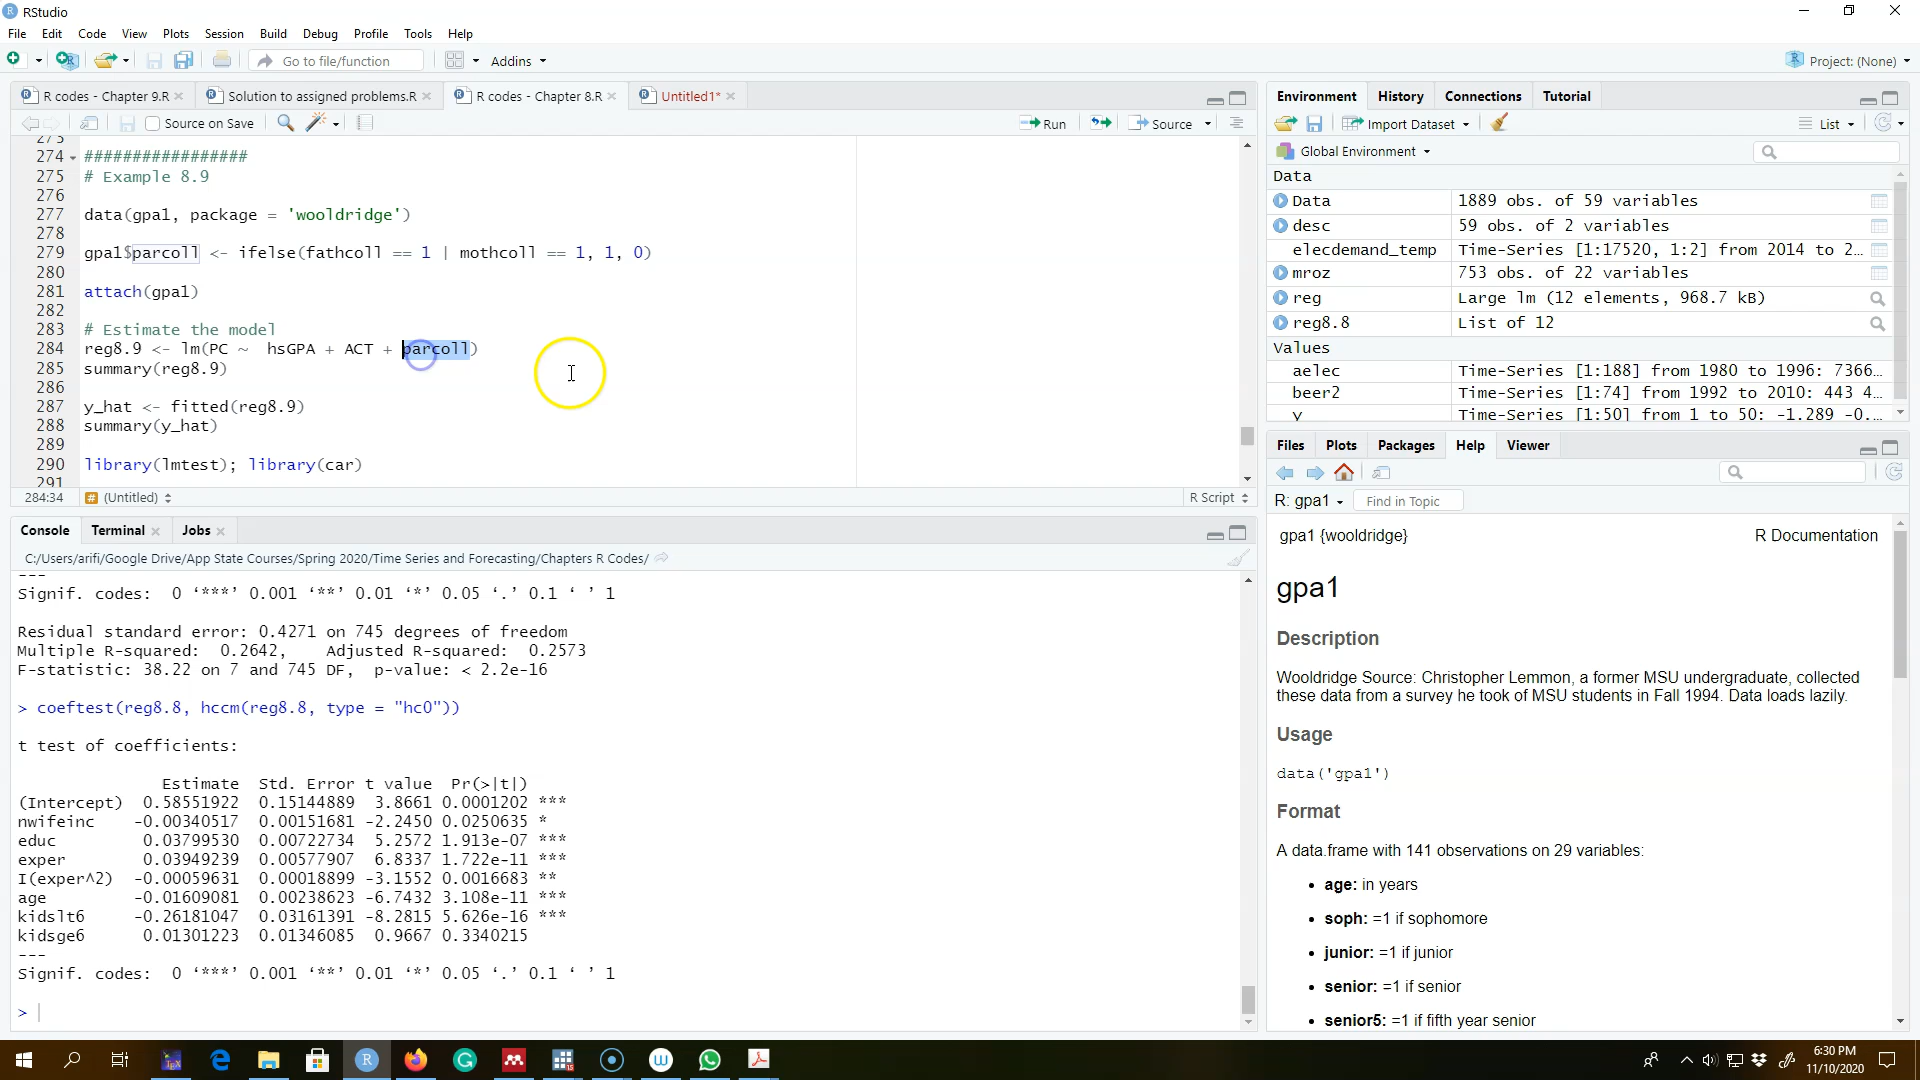 RStudio
File Edit Code View Plots Session Build Debug Profile Tools Help
Go to file/function Addins Project: (None)
R codes - Chapter 9.R Solution to assigned problems.R R codes - Chapter 8.R Untitled1*
Source on Save Run Source
273
274 #################
275 # Example 8.9
276
277 data(gpa1, package = 'wooldridge')
278
279 gpa1$parcoll <- ifelse(fathcoll == 1 | mothcoll == 1, 1, 0)
280
281 attach(gpa1)
282
283 # Estimate the model
284 reg8.9 <- lm(PC ~ hsGPA + ACT + parcoll)
285 summary(reg8.9)
286
287 y_hat <- fitted(reg8.9)
288 summary(y_hat)
289
290 library(lmtest); library(car)
291
284:34 (Untitled) R Script
Console Terminal Jobs
C:/Users/arifi/Google Drive/App State Courses/Spring 2020/Time Series and Forecasting/Chapters R Codes/
---
Signif. codes: 0 ‘***’ 0.001 ‘**’ 0.01 ‘*’ 0.05 ‘.’ 0.1 ‘ ’ 1
Residual standard error: 0.4271 on 745 degrees of freedom
Multiple R-squared: 0.2642, Adjusted R-squared: 0.2573
F-statistic: 38.22 on 7 and 745 DF, p-value: < 2.2e-16
> coeftest(reg8.8, hccm(reg8.8, type = "hc0"))
t test of coefficients:
Estimate Std. Error t value Pr(>|t|)
(Intercept) 0.58551922 0.15144889 3.8661 0.0001202 ***
nwifeinc -0.00340517 0.00151681 -2.2450 0.0250635 *
educ 0.03799530 0.00722734 5.2572 1.913e-07 ***
exper 0.03949239 0.00577907 6.8337 1.722e-11 ***
I(exper^2) -0.00059631 0.00018899 -3.1552 0.0016683 **
age -0.01609081 0.00238623 -6.7432 3.108e-11 ***
kidslt6 -0.26181047 0.03161391 -8.2815 5.626e-16 ***
kidsge6 0.01301223 0.01346085 0.9667 0.3340215
---
Signif. codes: 0 ‘***’ 0.001 ‘**’ 0.01 ‘*’ 0.05 ‘.’ 0.1 ‘ ’ 1
>
Environment History Connections Tutorial
Import Dataset List
Global Environment
Data
Data 1889 obs. of 59 variables
desc 59 obs. of 2 variables
elecdemand_temp Time-Series [1:17520, 1:2] from 2014 to 2…
mroz 753 obs. of 22 variables
reg Large lm (12 elements, 968.7 kB)
reg8.8 List of 12
Values
aelec Time-Series [1:188] from 1980 to 1996: 7366…
beer2 Time-Series [1:74] from 1992 to 2010: 443 4…
y Time-Series [1:50] from 1 to 50: -1.289 -0.…
Files Plots Packages Help Viewer
R: gpa1 Find in Topic
gpa1 {wooldridge} R Documentation
gpa1
Description
Wooldridge Source: Christopher Lemmon, a former MSU undergraduate, collected
these data from a survey he took of MSU students in Fall 1994. Data loads lazily.
Usage
data('gpa1')
Format
A data.frame with 141 observations on 29 variables:
• age: in years
• soph: =1 if sophomore
• junior: =1 if junior
• senior: =1 if senior
• senior5: =1 if fifth year senior
6:30 PM
11/10/2020